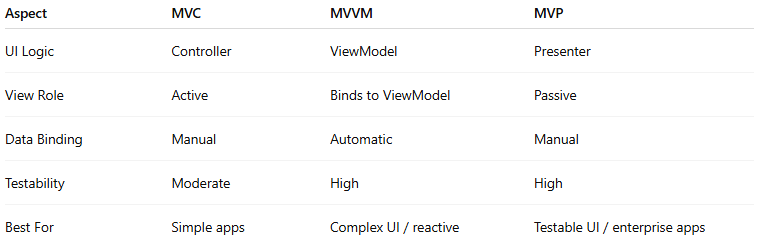 Aspect MVC MVVM MVP
UI Logic Controller ViewModel Presenter
View Role Active Binds to ViewModel Passive
Data Binding Manual Automatic Manual
Testability Moderate High High
Best For Simple apps Complex UI / reactive Testable UI / enterprise apps